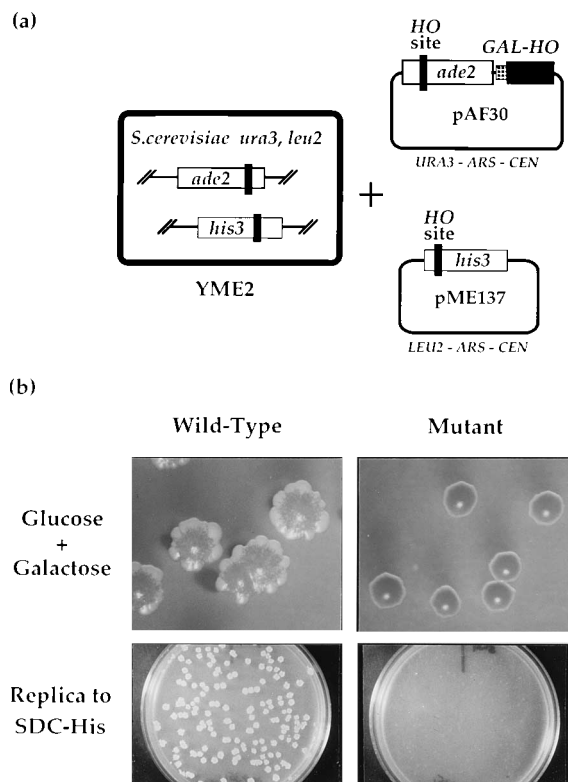 (a)
HO
site
GAL-HO
ade2
pAF30
URA3 - ARS - CEN
S.cerevisiae ura3, leu2
ade2
his3
YME2
+
HO
site
his3
pME137
LEU2 - ARS - CEN
(b)
Wild-Type
Mutant
Glucose
+
Galactose
Replica to
SDC-His